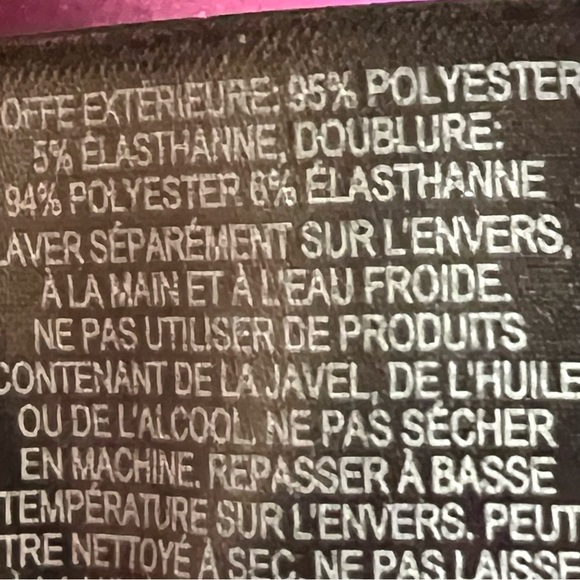 OFFE EXTÉRIEURE: 95% POLYESTER
5% ÉLASTHANNE, DOUBLURE:
94% POLYESTER 6% ÉLASTHANNE
LAVER SÉPARÉMENT SUR L'ENVERS,
À LA MAIN ET À L'EAU FROIDE.
NE PAS UTILISER DE PRODUITS
CONTENANT DE LA JAVEL, DE L'HUILE
OU DE L'ALCOOL. NE PAS SÉCHER
EN MACHINE. REPASSER À BASSE
TEMPÉRATURE SUR L'ENVERS. PEUT
TRE NETTOYÉ À SEC. NE PAS LAISSE